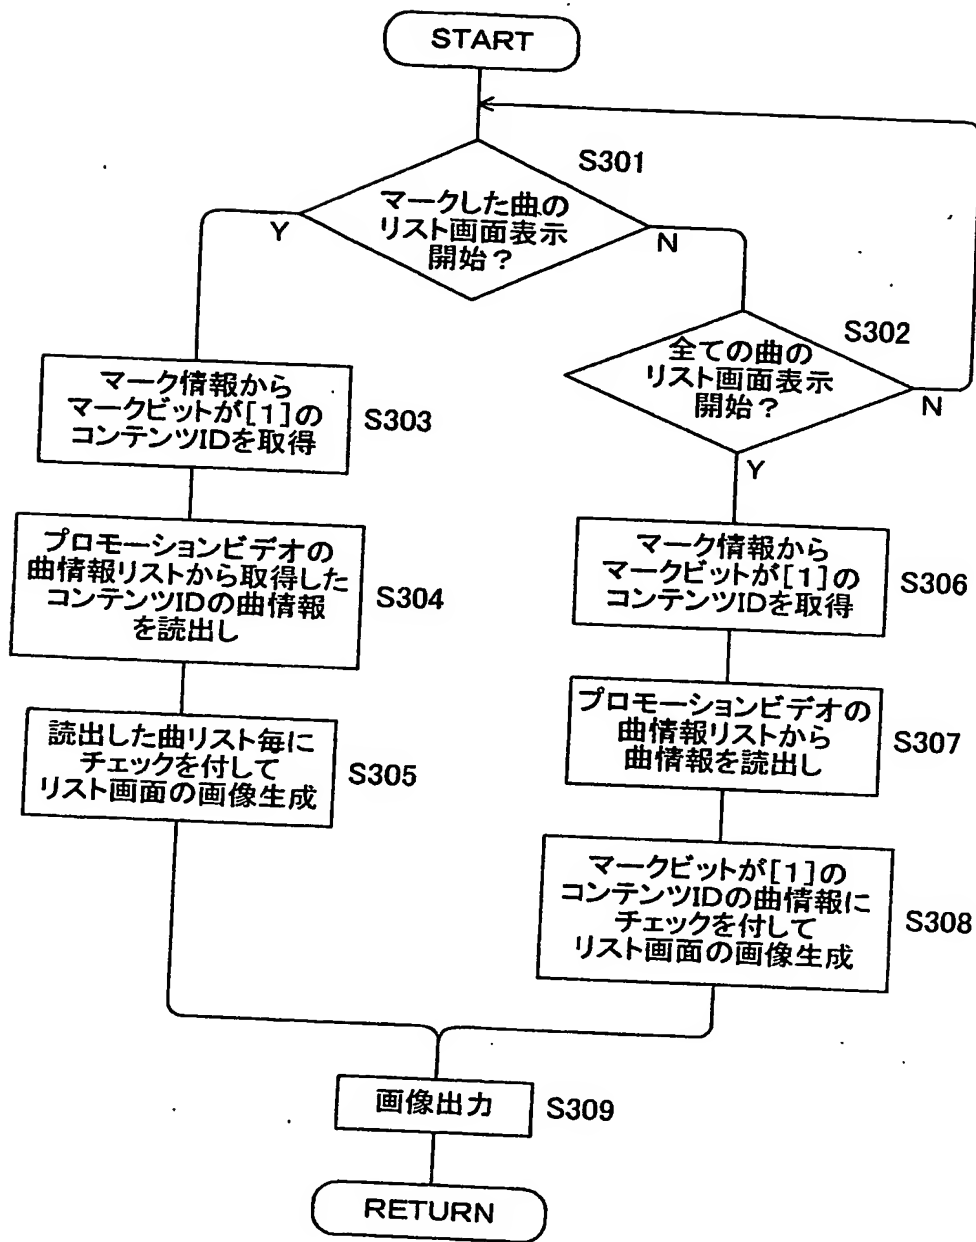 START
S301
マークした曲の
リスト画面表示
開始？
Y
N
S302
全ての曲の
リスト画面表示
開始？
N
Y
マーク情報から
マークビットが[1]の
コンテンツIDを取得
S303
プロモーションビデオの
曲情報リストから取得した
コンテンツIDの曲情報
を読出し
S304
読出した曲リスト毎に
チェックを付して
リスト画面の画像生成
S305
マーク情報から
マークビットが[1]の
コンテンツIDを取得
S306
プロモーションビデオの
曲情報リストから
曲情報を読出し
S307
マークビットが[1]の
コンテンツIDの曲情報に
チェックを付して
リスト画面の画像生成
S308
画像出力
S309
RETURN